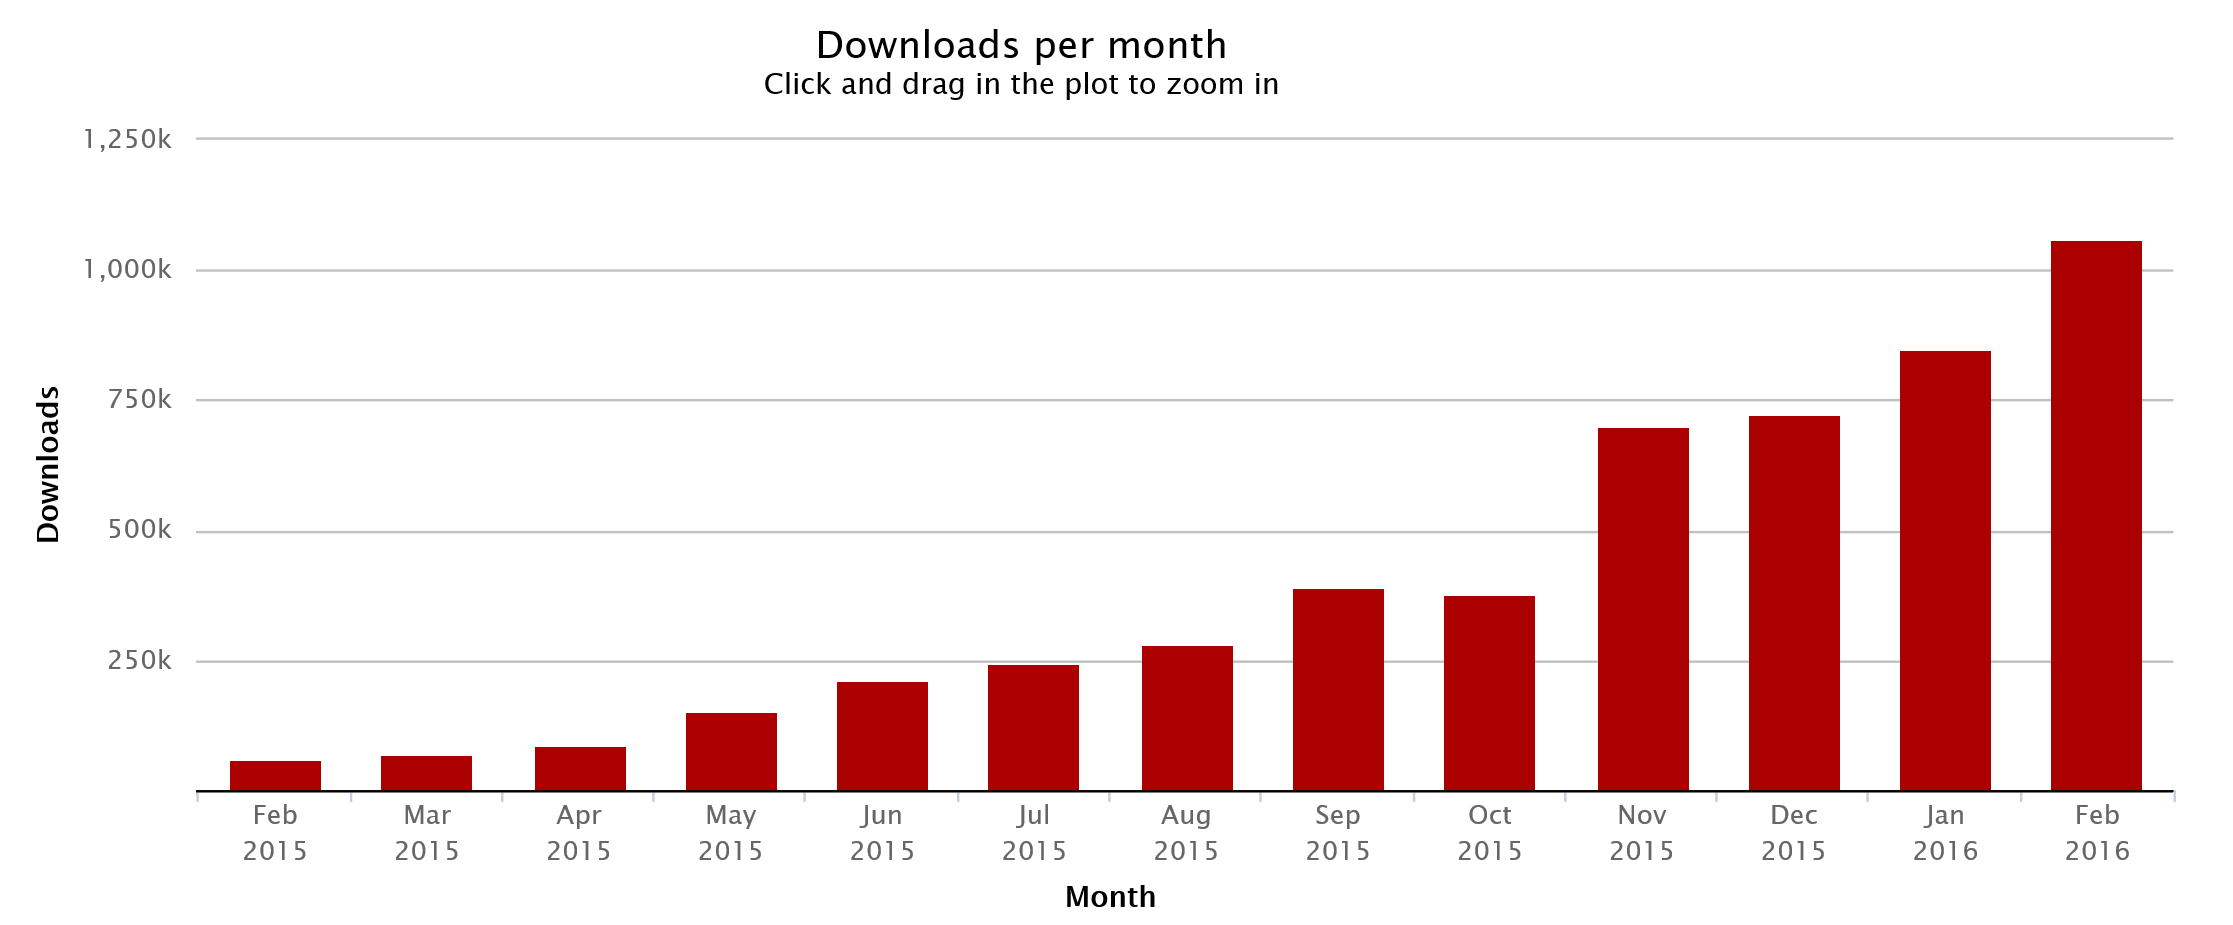 Downloads per month
Click and drag in the plot to zoom in
1,250k
1,000k
750k
500k
250k
Downloads
Feb Mar Apr May Jun Jul Aug Sep Oct Nov Dec Jan Feb
2015 2015 2015 2015 2015 2015 2015 2015 2015 2015 2015 2016 2016
Month